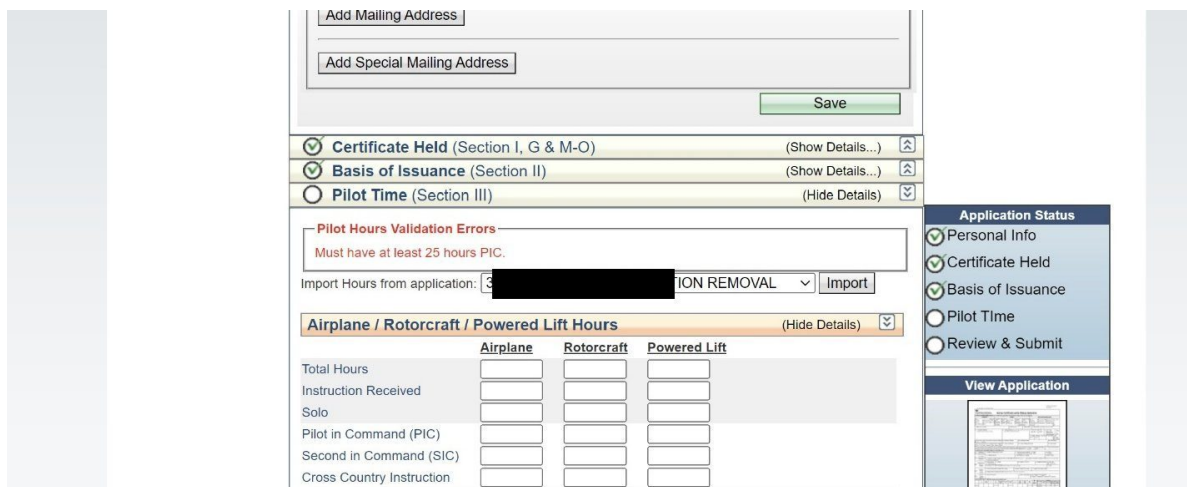 Add Mailing Address
Add Special Mailing Address
Save
Certificate Held (Section I, G & M-O) (Show Details...)
Basis of Issuance (Section II) (Show Details...)
Pilot Time (Section III) (Hide Details)
Pilot Hours Validation Errors
Must have at least 25 hours PIC.
Import Hours from application: 3 TION REMOVAL Import
Airplane / Rotorcraft / Powered Lift Hours (Hide Details)
Airplane Rotorcraft Powered Lift
Total Hours
Instruction Received
Solo
Pilot in Command (PIC)
Second in Command (SIC)
Cross Country Instruction
Application Status
Personal Info
Certificate Held
Basis of Issuance
Pilot TIme
Review & Submit
View Application